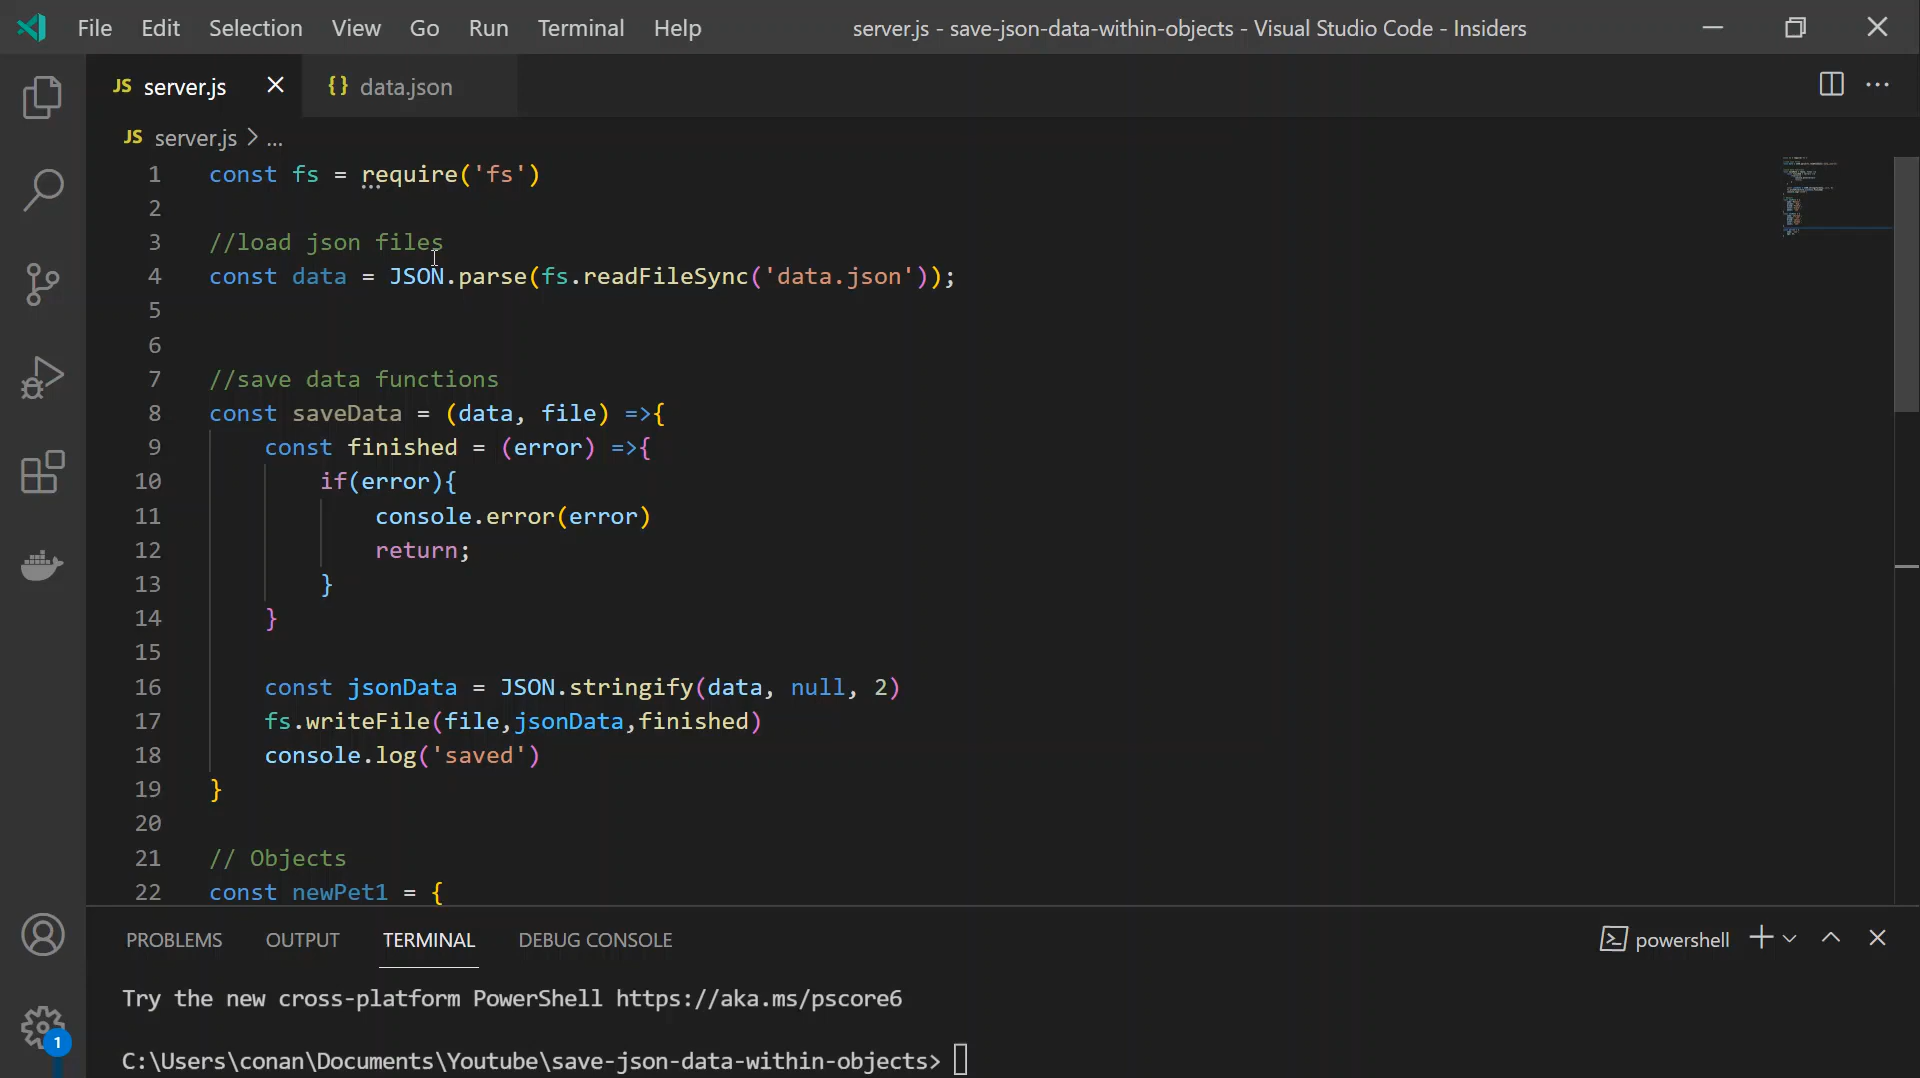 File Edit Selection View Go Run Terminal Help server.js - save-json-data-within-objects - Visual Studio Code - Insiders
JS server.js {} data.json
JS server.js > ...
1 const fs = require('fs')
2
3 //load json files
4 const data = JSON.parse(fs.readFileSync('data.json'));
5
6
7 //save data functions
8 const saveData = (data, file) =>{
9 const finished = (error) =>{
10 if(error){
11 console.error(error)
12 return;
13 }
14 }
15
16 const jsonData = JSON.stringify(data, null, 2)
17 fs.writeFile(file,jsonData,finished)
18 console.log('saved')
19 }
20
21 // Objects
22 const newPet1 = {
PROBLEMS OUTPUT TERMINAL DEBUG CONSOLE powershell
Try the new cross-platform PowerShell https://aka.ms/pscore6
1
C:\Users\conan\Documents\Youtube\save-json-data-within-objects>